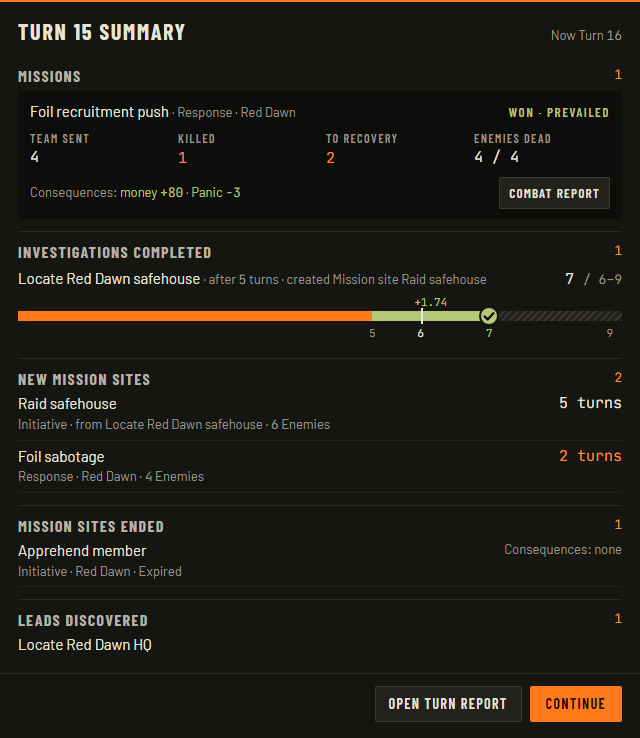 TURN 15 SUMMARY
Now Turn 16
MISSIONS 1
Foil recruitment push · Response · Red Dawn WON · PREVAILED
TEAM SENT KILLED TO RECOVERY ENEMIES DEAD
4 1 2 4 / 4
Consequences: money +80 · Panic -3 COMBAT REPORT
INVESTIGATIONS COMPLETED 1
Locate Red Dawn safehouse · after 5 turns · created Mission site Raid safehouse 7 / 6–9
+1.74
5 6 7 9
NEW MISSION SITES 2
Raid safehouse 5 turns
Initiative · from Locate Red Dawn safehouse · 6 Enemies
Foil sabotage 2 turns
Response · Red Dawn · 4 Enemies
MISSION SITES ENDED 1
Apprehend member Consequences: none
Initiative · Red Dawn · Expired
LEADS DISCOVERED 1
Locate Red Dawn HQ
OPEN TURN REPORT CONTINUE